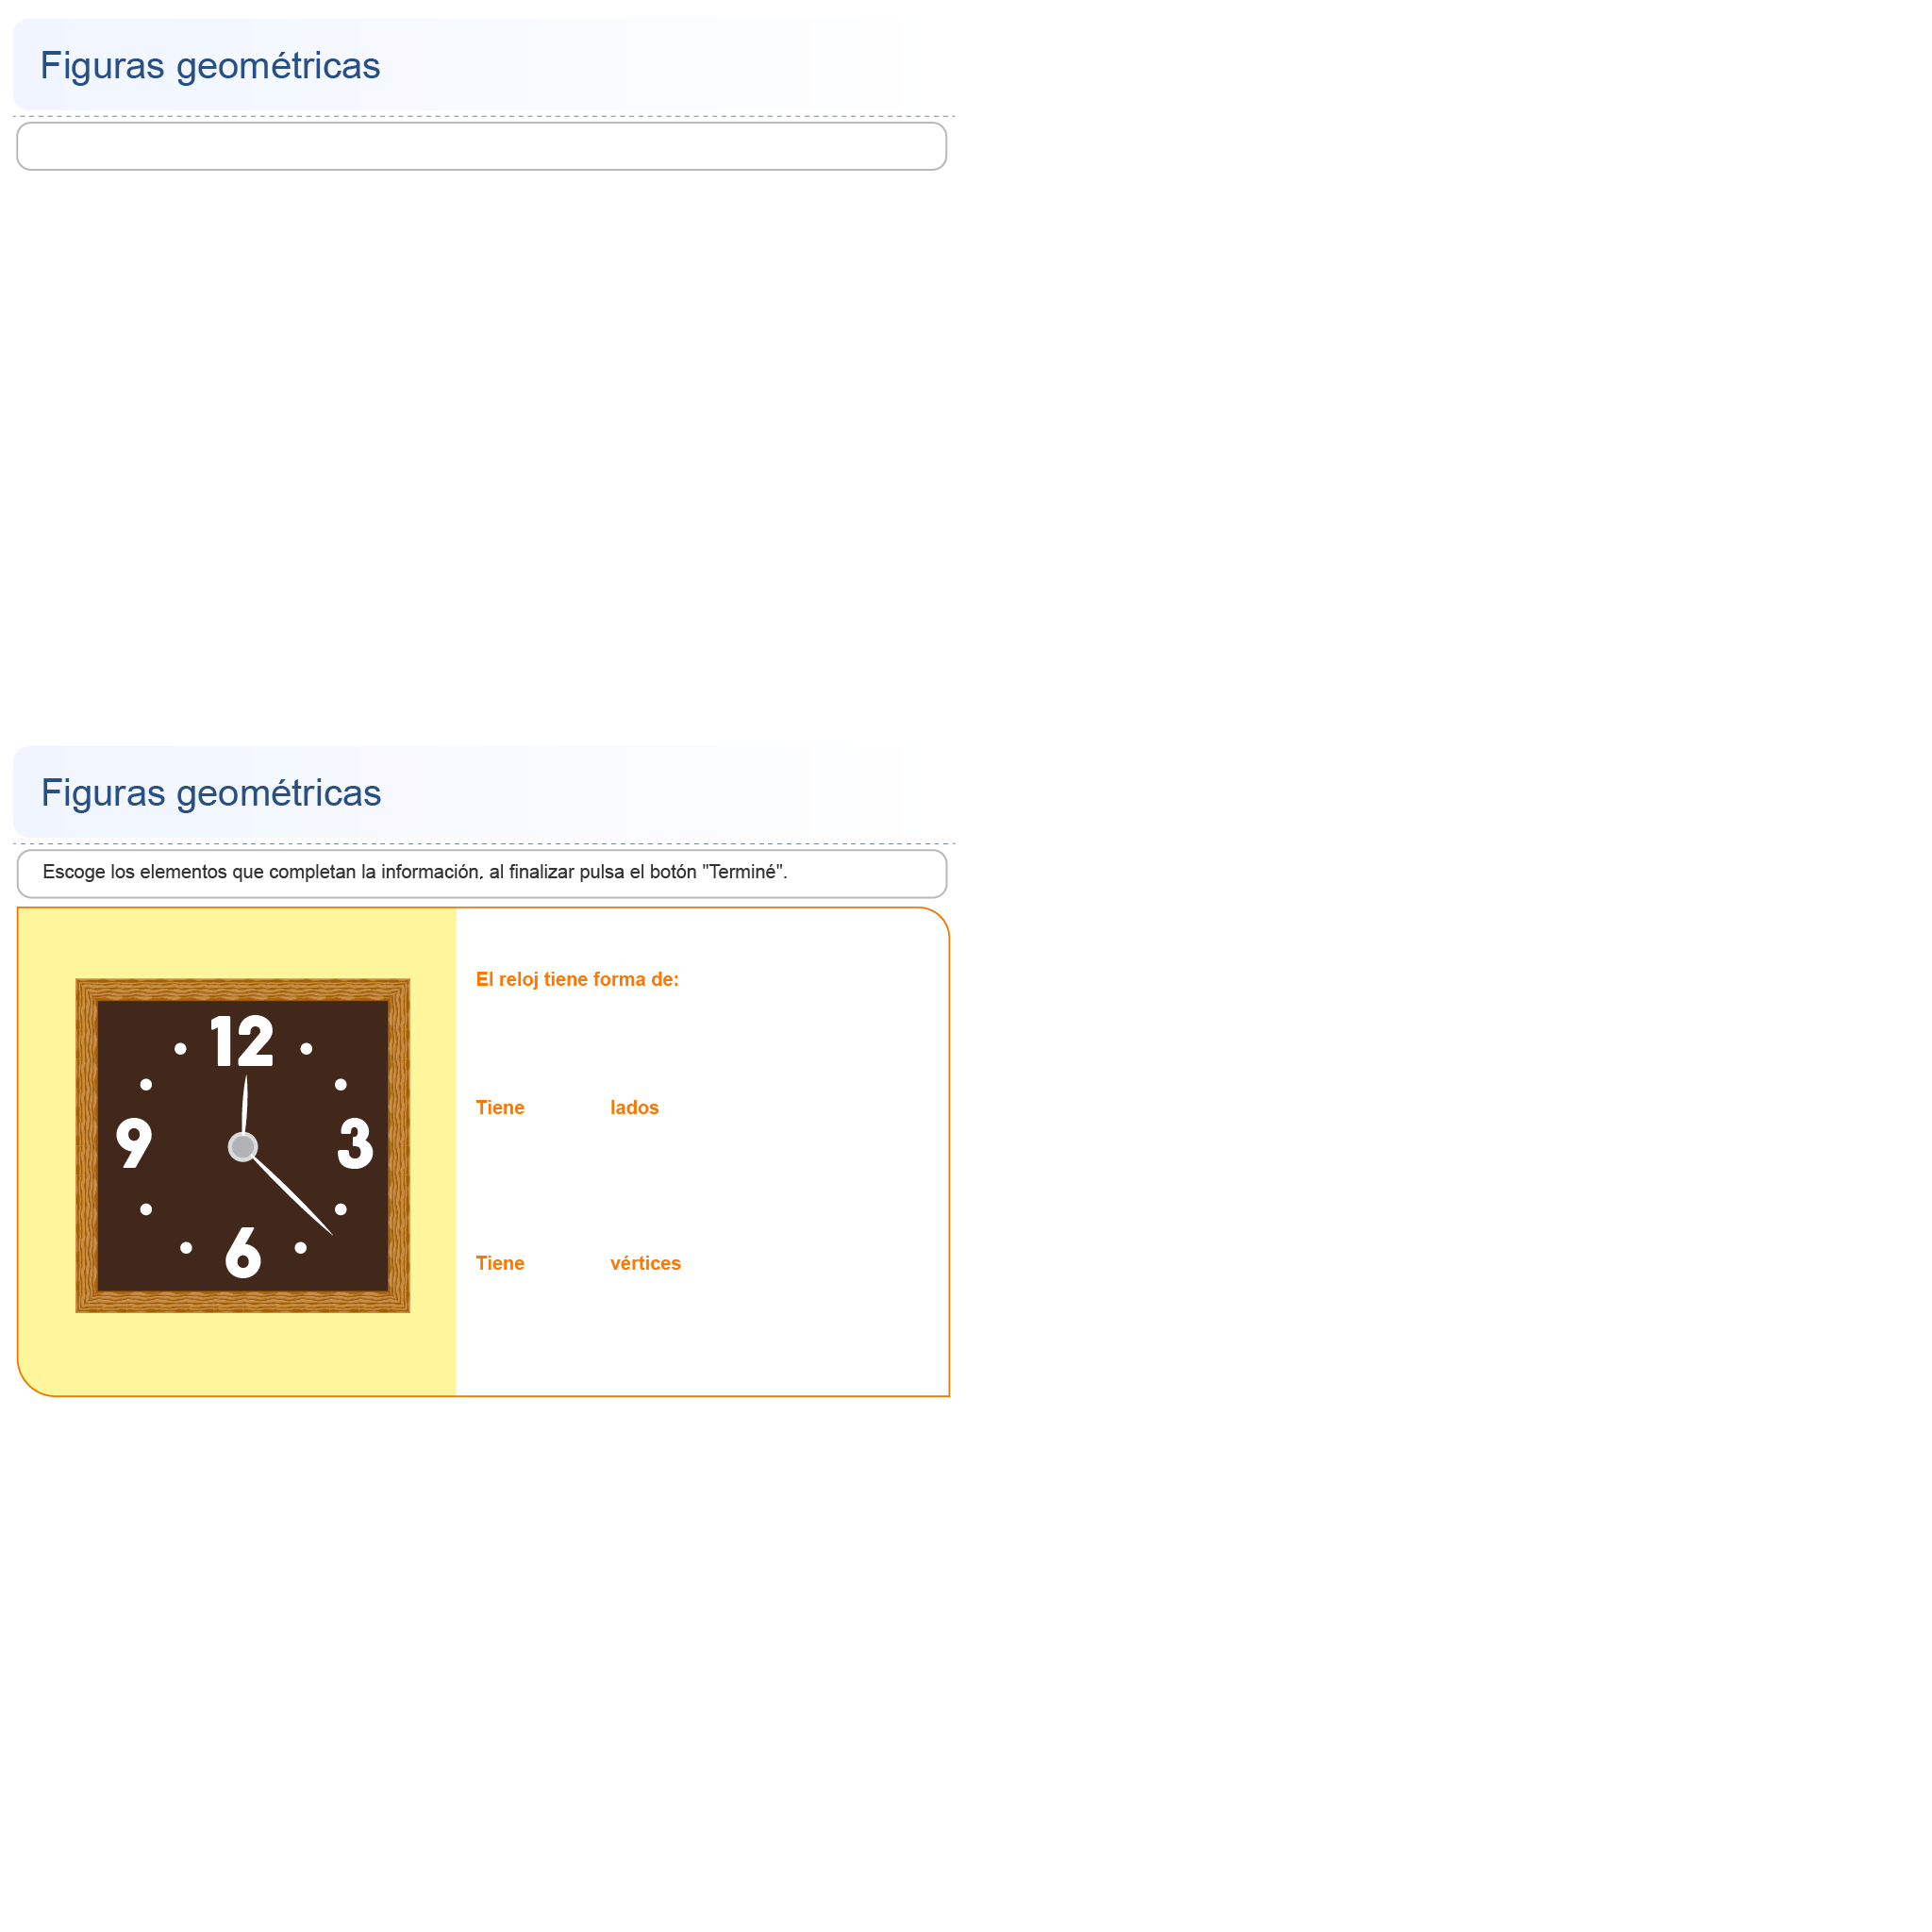 Figuras geométricas
Figuras geométricas
Escoge los elementos que completan la información, al finalizar pulsa el botón "Terminé".
El reloj tiene forma de:
12
Tiene lados
9 3
Tiene vértices
6